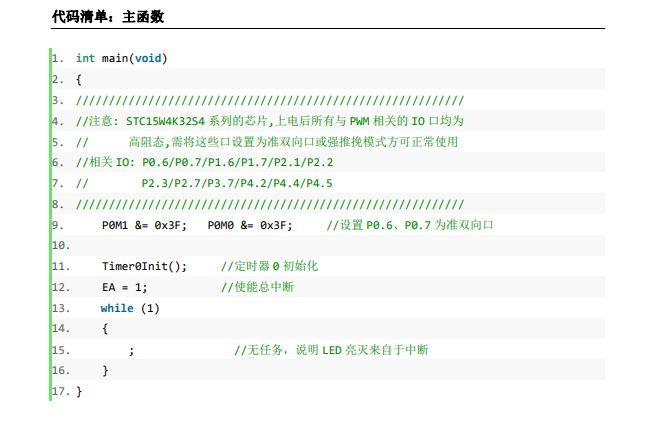 代码清单：主函数
1. int main(void)
2. {
3. ///////////////////////////////////////////////////////////
4. //注意: STC15W4K32S4 系列的芯片,上电后所有与 PWM 相关的 IO 口均为
5. // 高阻态,需将这些口设置为准双向口或强推挽模式方可正常使用
6. //相关 IO: P0.6/P0.7/P1.6/P1.7/P2.1/P2.2
7. // P2.3/P2.7/P3.7/P4.2/P4.4/P4.5
8. ///////////////////////////////////////////////////////////
9. P0M1 &= 0x3F; P0M0 &= 0x3F; //设置 P0.6、P0.7 为准双向口
10.
11. Timer0Init(); //定时器 0 初始化
12. EA = 1; //使能总中断
13. while (1)
14. {
15. ; //无任务，说明 LED 亮灭来自于中断
16. }
17. }